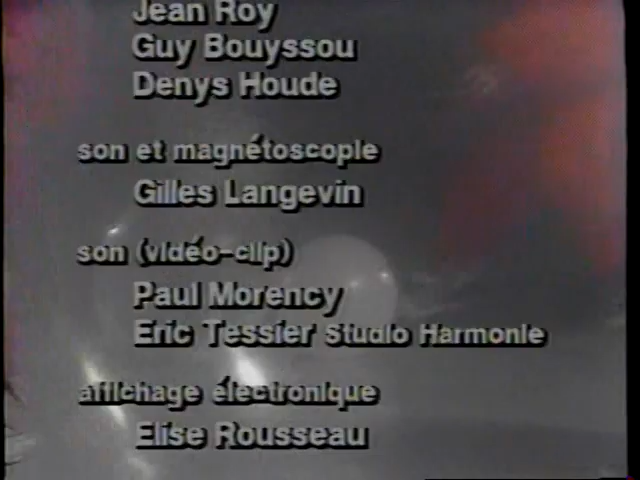 Jean Roy
Guy Bouyssou
Denys Houde
son et magnétoscopie
Gilles Langevin
son (vidéo-clip)
Paul Morency
Eric Tessier Studio Harmonie
affichage électronique
Elise Rousseau